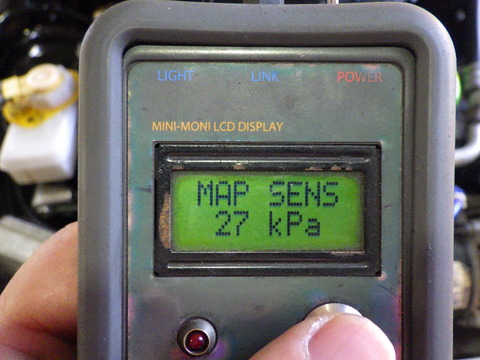 LIGHT LINK POWER
MINI-MONI LCD DISPLAY
MAP SENS
27 kPa